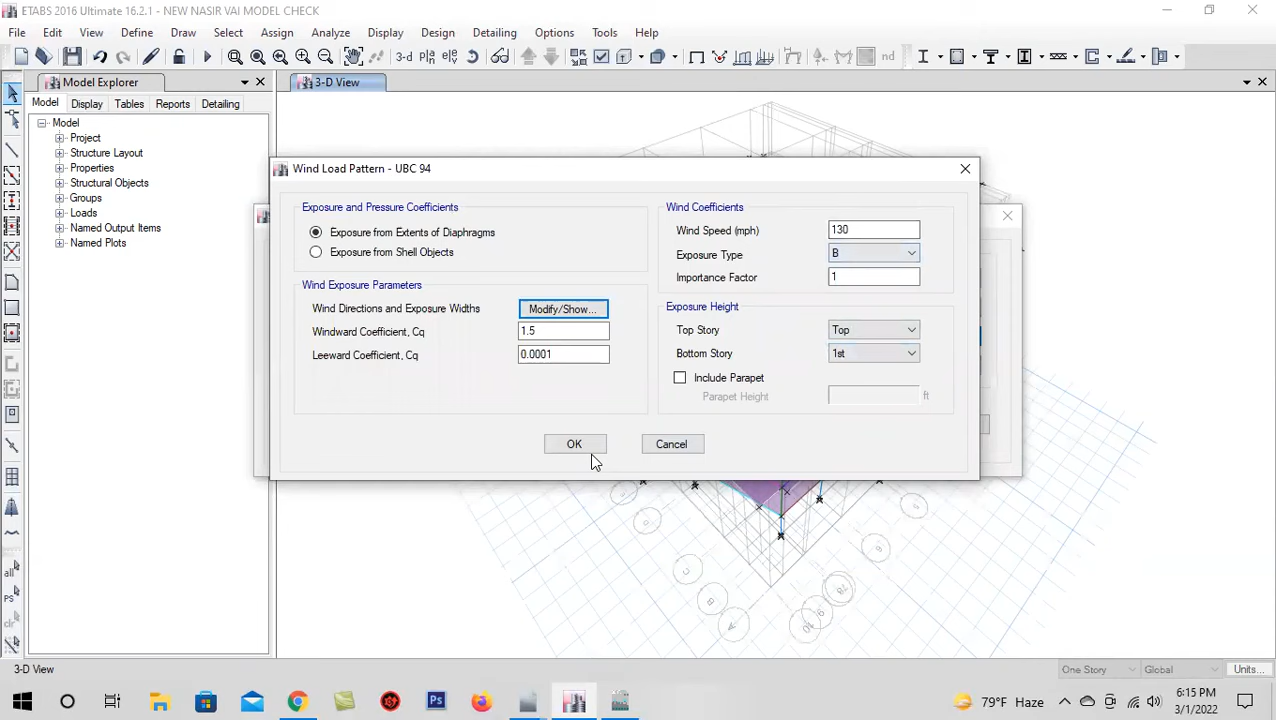 ETABS 2016 Ultimate 16.2.1 - NEW NASIR VAI MODEL CHECK
File Edit View Define Draw Select Assign Analyze Display Design Detailing Options Tools Help
3-d nd
Model Explorer
3-D View
Model Display Tables Reports Detailing
Model
Project
Structure Layout
Properties
Structural Objects
Groups
Loads
Named Output Items
Named Plots
Wind Load Pattern - UBC 94
Exposure and Pressure Coefficients
Exposure from Extents of Diaphragms
Exposure from Shell Objects
Wind Exposure Parameters
Wind Directions and Exposure Widths Modify/Show...
Windward Coefficient, Cq 1.5
Leeward Coefficient, Cq 0.0001
Wind Coefficients
Wind Speed (mph) 130
Exposure Type B
Importance Factor 1
Exposure Height
Top Story Top
Bottom Story 1st
Include Parapet
Parapet Height ft
OK Cancel
all
PS
clr
C
B
A
3-D View
One Story Global Units...
Ps
79°F Haze
6:15 PM
3/1/2022